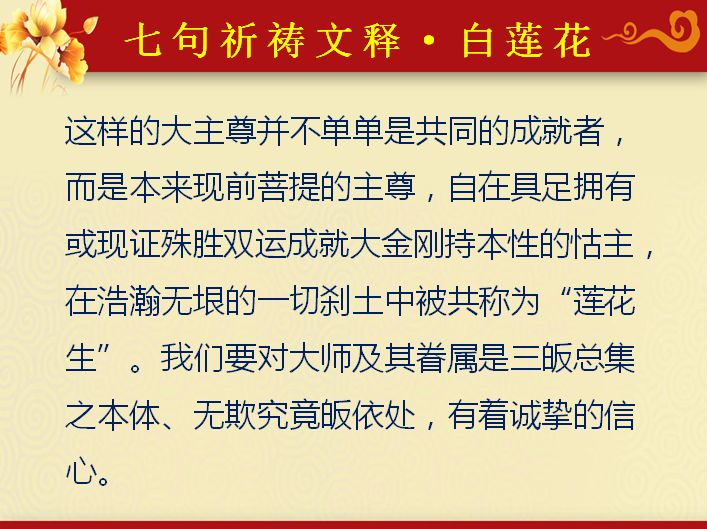 七句祈祷文释·白莲花
这样的大主尊并不单单是共同的成就者，
而是本来现前菩提的主尊，自在具足拥有
或现证殊胜双运成就大金刚持本性的怙主，
在浩瀚无垠的一切刹土中被共称为“莲花
生”。我们要对大师及其眷属是三皈总集
之本体、无欺究竟皈依处，有着诚挚的信
心。